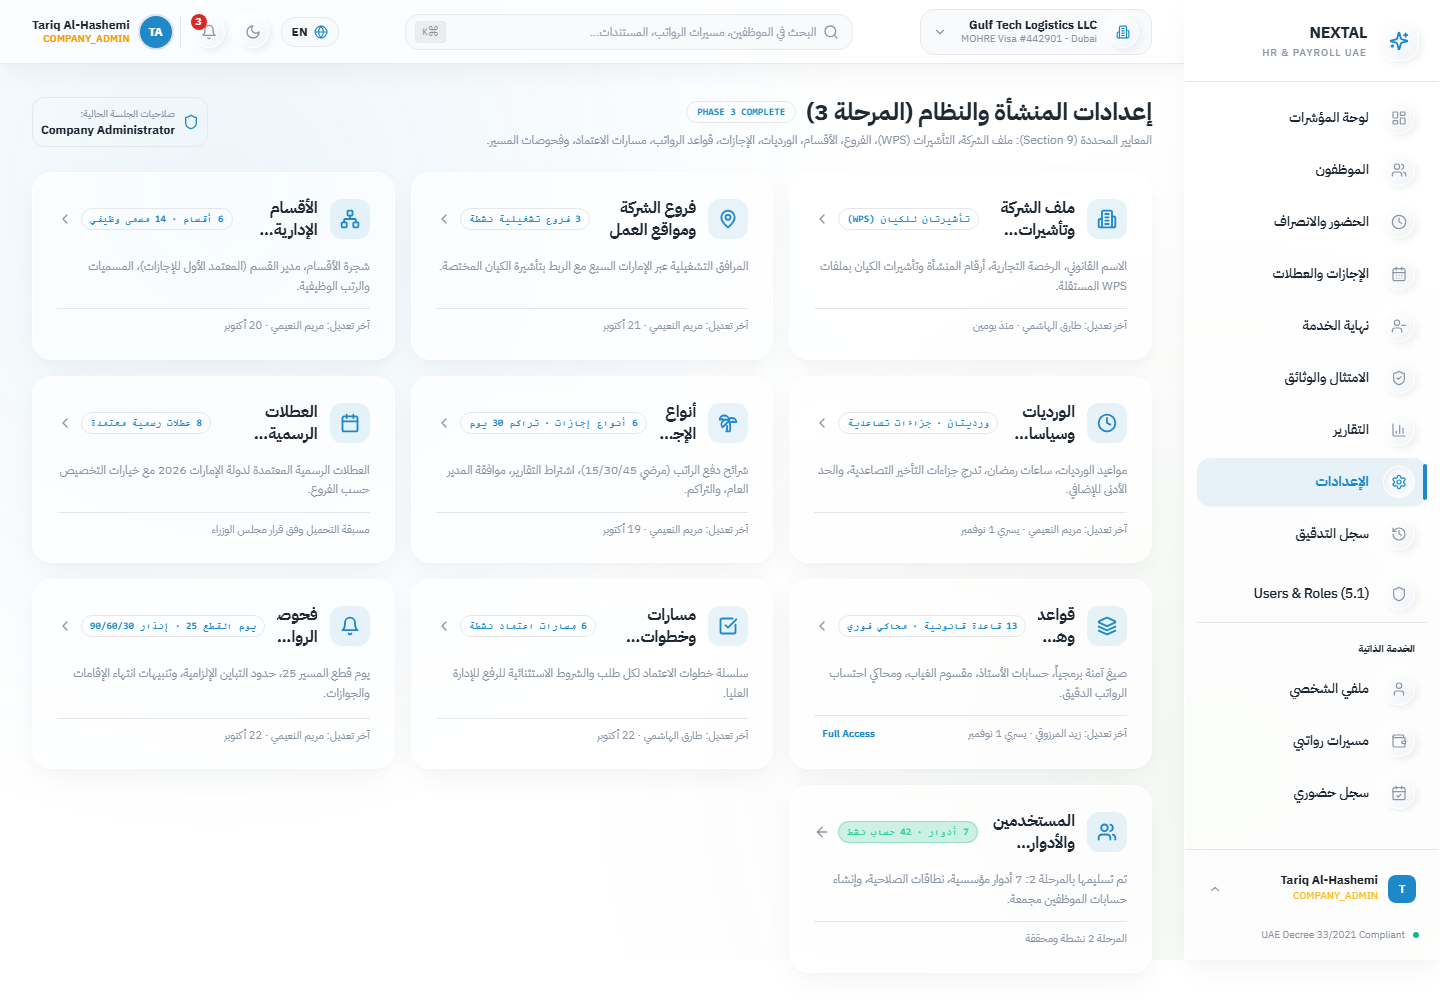 NEXTAL
HR & PAYROLL UAE
Gulf Tech Logistics LLC
MOHRE Visa #442901 - Dubai
البحث في الموظفين، مسيرات الرواتب، المستندات...
⌘K
EN
3
TA
Tariq Al-Hashemi
COMPANY_ADMIN
لوحة المؤشرات
الموظفون
الحضور والانصراف
الإجازات والعطلات
نهاية الخدمة
الامتثال والوثائق
التقارير
الإعدادات
سجل التدقيق
Users & Roles (5.1)
الخدمة الذاتية
ملفي الشخصي
مسيرات رواتبي
سجل حضوري
T
Tariq Al-Hashemi
COMPANY_ADMIN
UAE Decree 33/2021 Compliant
إعدادات المنشأة والنظام (المرحلة 3)
PHASE 3 COMPLETE
المعايير المحددة (Section 9): ملف الشركة، التأشيرات (WPS)، الفروع، الأقسام، الورديات، الإجازات، قواعد الرواتب، مسارات الاعتماد، وفحوصات المسير.
صلاحيات الجلسة الحالية:
Company Administrator
ملف الشركة
وتأشيرات...
تأشيرتان للكيان (WPS)
الاسم القانوني، الرخصة التجارية، أرقام المنشأة وتأشيرات الكيان بملفات
WPS المستقلة.
آخر تعديل: طارق الهاشمي · منذ يومين
فروع الشركة
ومواقع العمل
3 فروع تشغيلية نشطة
المرافق التشغيلية عبر الإمارات السبع مع الربط بتأشيرة الكيان المختصة.
آخر تعديل: مريم النعيمي · 21 أكتوبر
الأقسام
الإدارية...
6 أقسام · 14 مسمى وظيفي
شجرة الأقسام، مدير القسم (المعتمد الأول للإجازات)، المسميات
والرتب الوظيفية.
آخر تعديل: مريم النعيمي · 20 أكتوبر
الورديات
وسياسا...
ورديتان · جزاءات تصاعدية
مواعيد الورديات، ساعات رمضان، تدرج جزاءات التأخير التصاعدية، والحد
الأدنى للإضافي.
آخر تعديل: مريم النعيمي · يسري 1 نوفمبر
أنواع
الإجـ...
6 أنواع إجازات · تراكم 30 يوم
شرائح دفع الراتب (مرضي 15/30/45)، اشتراط التقارير، موافقة المدير
العام، والتراكم.
آخر تعديل: مريم النعيمي · 19 أكتوبر
العطلات
الرسمية...
8 عطلات رسمية معتمدة
العطلات الرسمية المعتمدة لدولة الإمارات 2026 مع خيارات التخصيص
حسب الفروع.
مسبقة التحميل وفق قرار مجلس الوزراء
قواعد
وهـ...
13 قاعدة قانونية · محاكي فوري
صيغ آمنة برمجياً، حسابات الأستاذ، مقسوم الغياب، ومحاكي احتساب
الرواتب الدقيق.
آخر تعديل: زيد المرزوقي · يسري 1 نوفمبر
Full Access
مسارات
وخطوات...
6 مسارات اعتماد نشطة
سلسلة خطوات الاعتماد لكل طلب والشروط الاستثنائية للرفع للإدارة
العليا.
آخر تعديل: طارق الهاشمي · 22 أكتوبر
فحوص
الروا...
يوم القطع 25 · إنذار 90/60/30
يوم قطع المسير 25، حدود التباين الإلزامية، وتنبيهات انتهاء الإقامات
والجوازات.
آخر تعديل: مريم النعيمي · 22 أكتوبر
المستخدمين
والأدوار...
7 أدوار · 42 حساب نشط
تم تسليمها بالمرحلة 2: 7 أدوار مؤسسية، نطاقات الصلاحية، وإنشاء
حسابات الموظفين مجمعة.
المرحلة 2 نشطة ومحققة